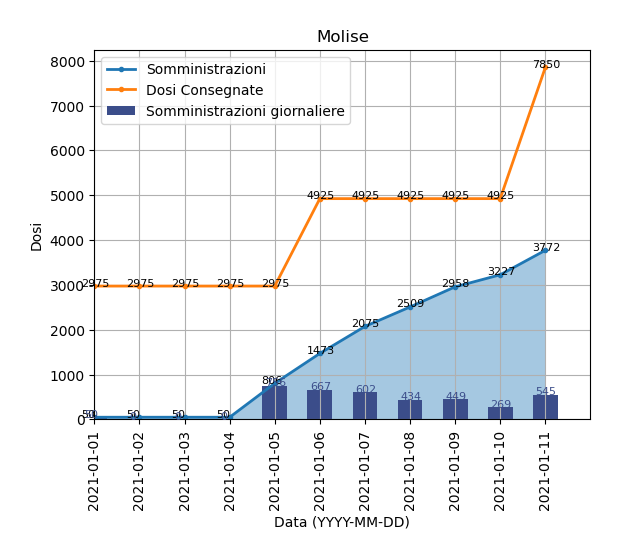 Molise
Somministrazioni
Dosi Consegnate
Somministrazioni giornaliere
8000
7000
6000
5000
4000
3000
2000
1000
0
Dosi
7850
4925 4925 4925 4925 4925
2975 2975 2975 2975 2975
3772
3227
2958
2509
2075
1473
806
50 50 50 50
667 602 434 449 269 545
2021-01-01
2021-01-02
2021-01-03
2021-01-04
2021-01-05
2021-01-06
2021-01-07
2021-01-08
2021-01-09
2021-01-10
2021-01-11
Data (YYYY-MM-DD)